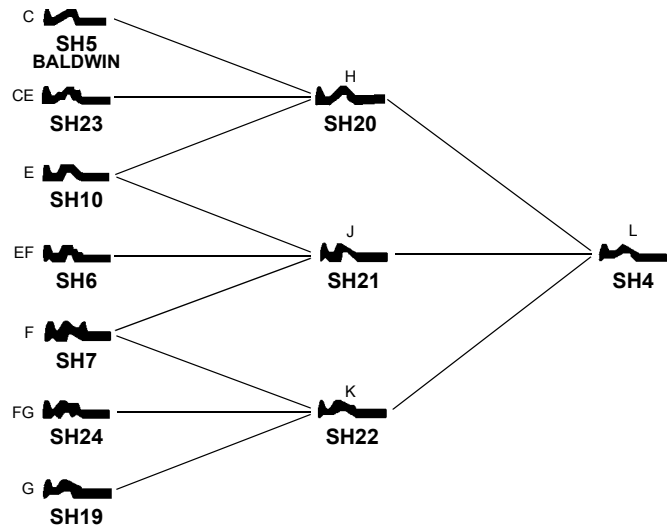 C
SH5
BALDWIN
CE
SH23
E
SH10
EF
SH6
F
SH7
FG
SH24
G
SH19
H
SH20
J
SH21
K
SH22
L
SH4